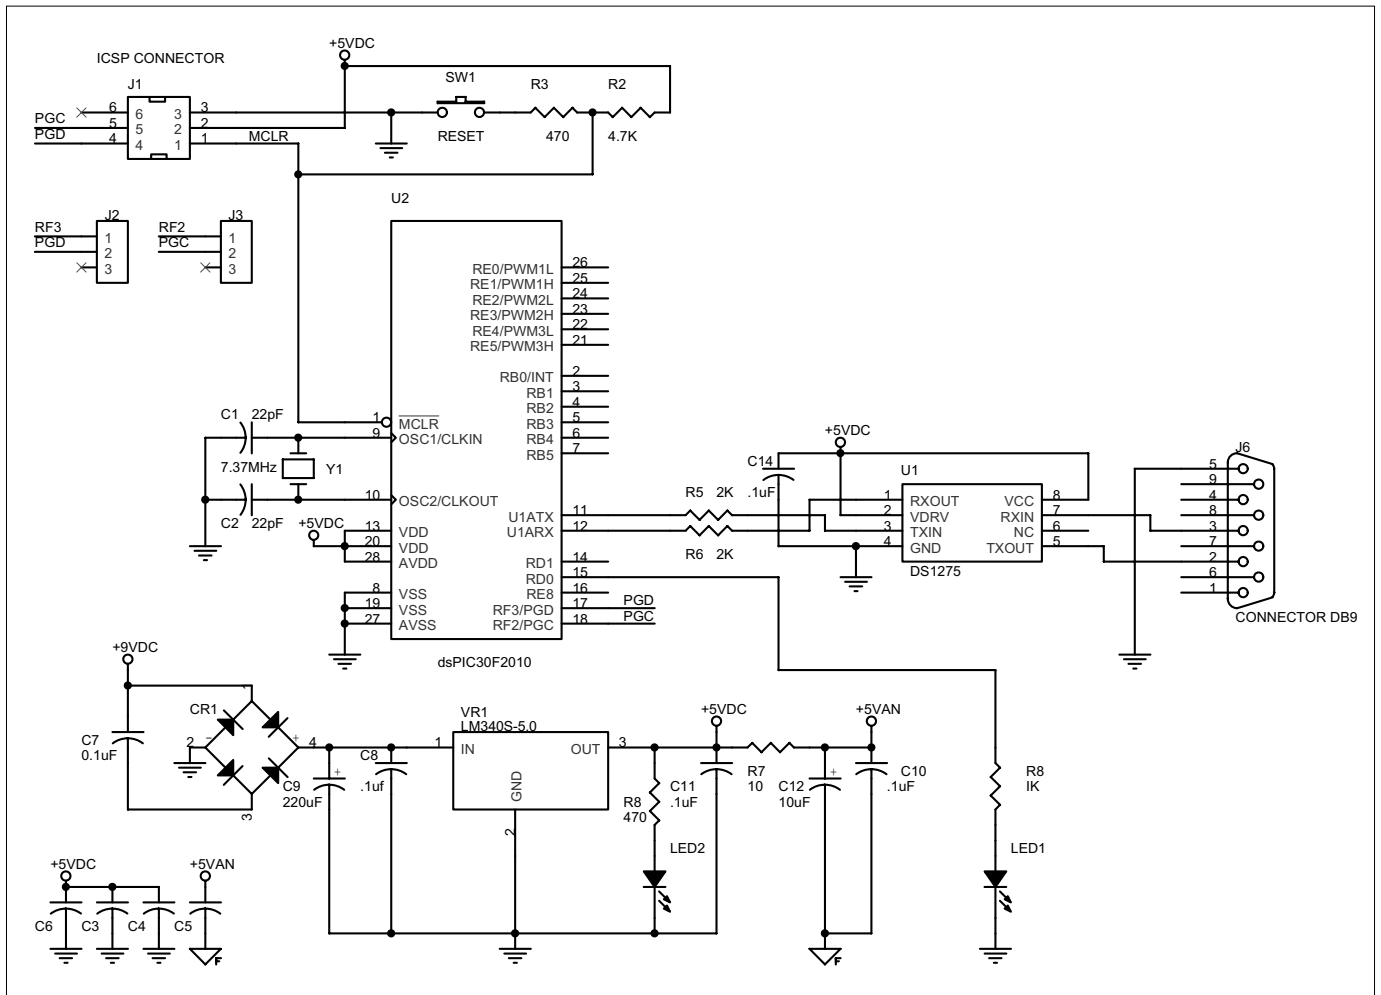 +5VDC
ICSP CONNECTOR
J1
SW1
R3
R2
6 6 3 3
PGC 5 5 2 2
PGD 4 4 1 1 MCLR
RESET
470
4.7K
U2
J2
J3
RF3 1
PGD 2
3
RF2 1
PGC 2
3
RE0/PWM1L 26
RE1/PWM1H 25
RE2/PWM2L 24
RE3/PWM2H 23
RE4/PWM3L 22
RE5/PWM3H 21
RB0/INT 2
RB1 3
RB2 4
RB3 5
RB4 6
RB5 7
C1 22pF
1 MCLR
9 OSC1/CLKIN
7.37MHz Y1
10 OSC2/CLKOUT
C2 22pF
+5VDC
13 VDD
20 VDD
28 AVDD
8 VSS
19 VSS
27 AVSS
U1ATX 11
U1ARX 12
RD1 14
RD0 15
RE8 16
RF3/PGD 17 PGD
RF2/PGC 18 PGC
dsPIC30F2010
R5 2K
R6 2K
+5VDC
C14
.1uF
U1
1 RXOUT VCC 8
2 VDRV RXIN 7
3 TXIN NC 6
4 GND TXOUT 5
DS1275
J6
5
9
4
8
3
7
2
6
1
CONNECTOR DB9
+9VDC
1
CR1
C7
0.1uF
2
-
+
4
3
C9
220uF
+
C8
.1uf
VR1
LM340S-5.0
1 IN OUT 3
GND
2
+5VDC
+5VAN
R8
470
C11
.1uF
R7
10
C12
10uF
+
C10
.1uF
LED2
R8
IK
LED1
+5VDC
+5VAN
C6
C3
C4
C5
F
F